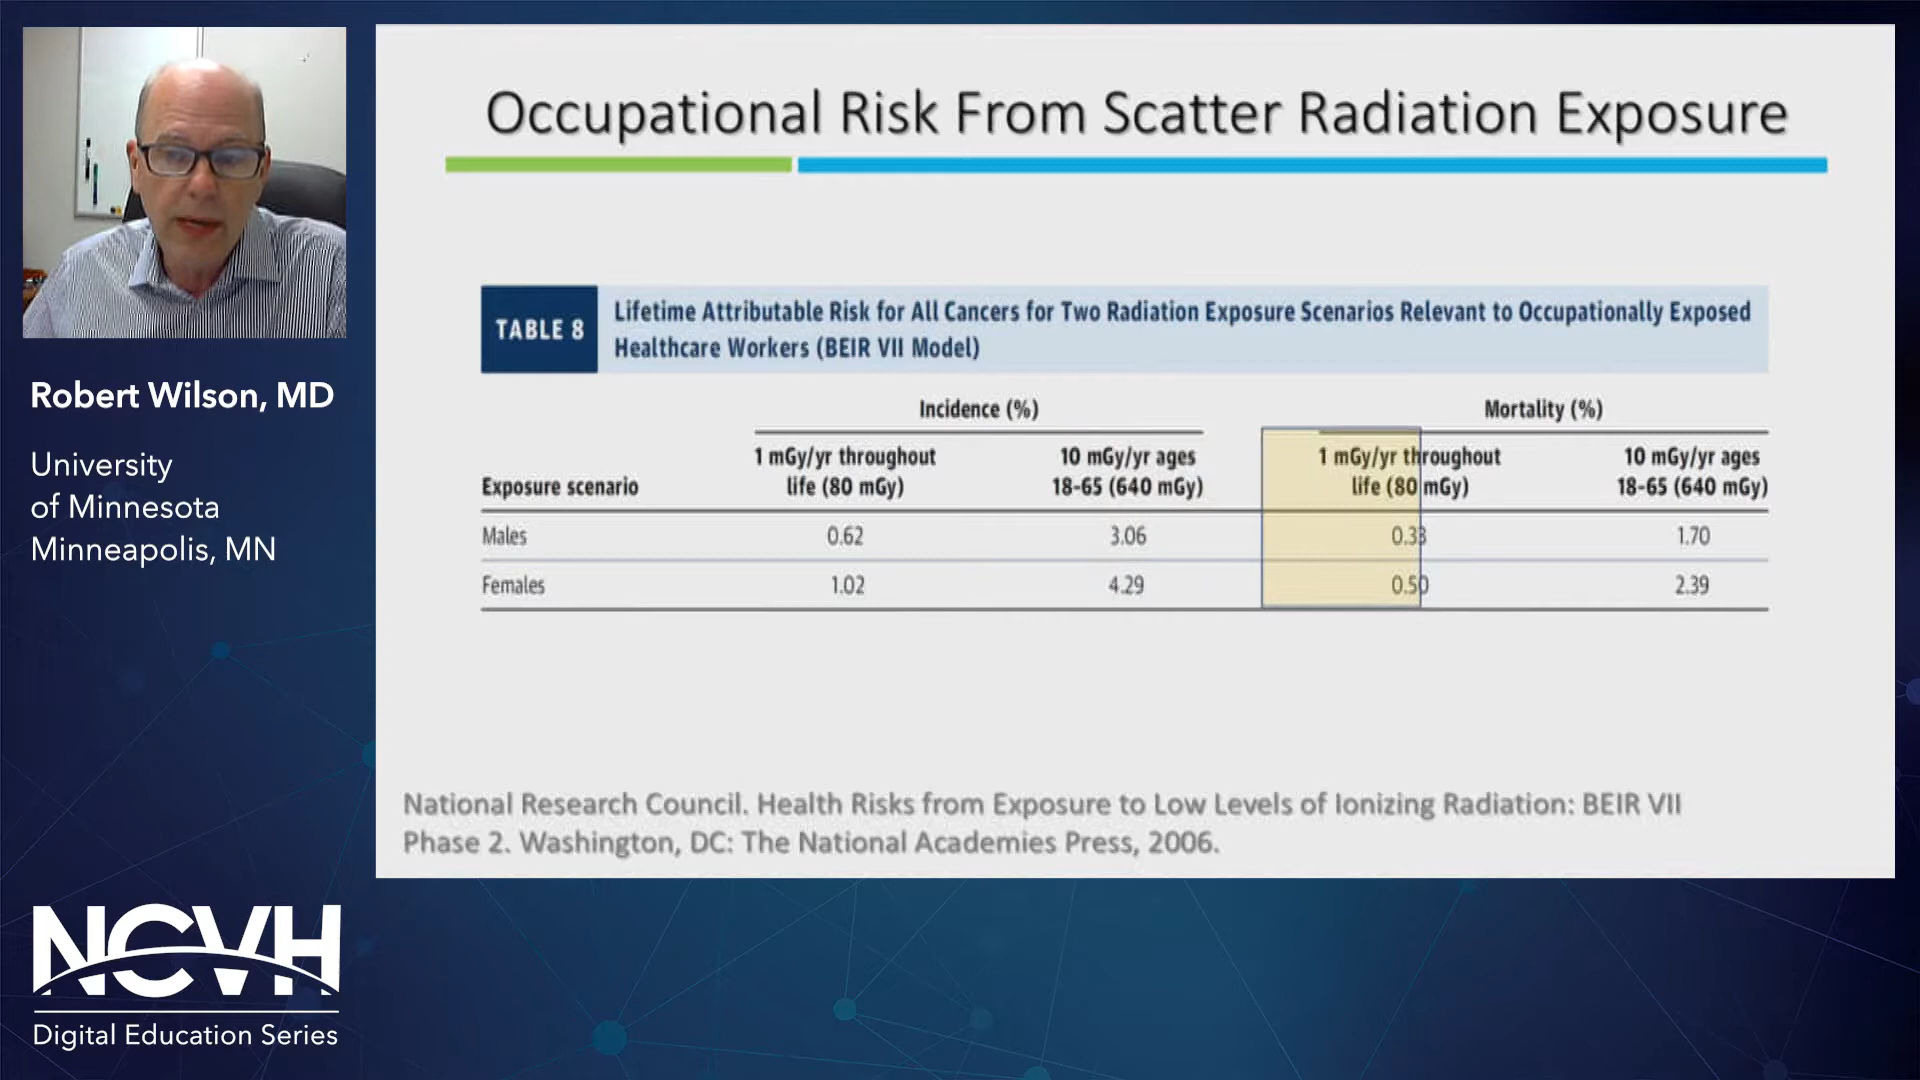 Occupational Risk From Scatter Radiation Exposure
TABLE 8
Lifetime Attributable Risk for All Cancers for Two Radiation Exposure Scenarios Relevant to Occupationally Exposed
Healthcare Workers (BEIR VII Model)
Incidence (%) Mortality (%)
1 mGy/yr throughout 10 mGy/yr ages 1 mGy/yr throughout 10 mGy/yr ages
Exposure scenario life (80 mGy) 18-65 (640 mGy) life (80 mGy) 18-65 (640 mGy)
Males 0.62 3.06 0.33 1.70
Females 1.02 4.29 0.50 2.39
National Research Council. Health Risks from Exposure to Low Levels of Ionizing Radiation: BEIR VII
Phase 2. Washington, DC: The National Academies Press, 2006.
Robert Wilson, MD
University
of Minnesota
Minneapolis, MN
NCVH
Digital Education Series